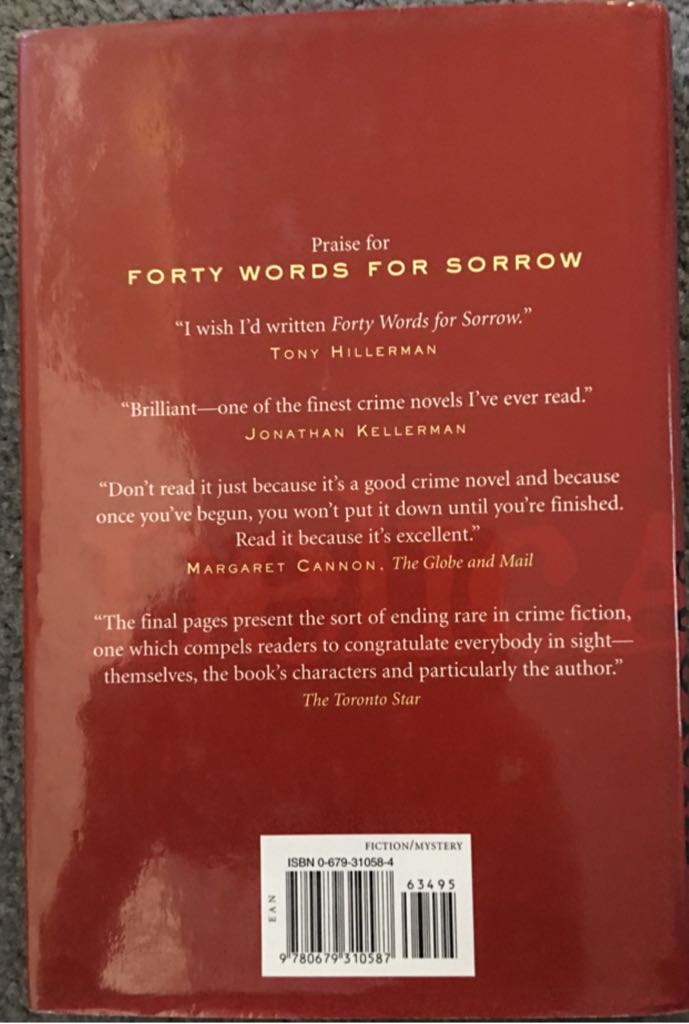 Praise for
FORTY WORDS FOR SORROW
“I wish I’d written Forty Words for Sorrow.”
TONY HILLERMAN
“Brilliant—one of the finest crime novels I’ve ever read.”
JONATHAN KELLERMAN
“Don’t read it just because it’s a good crime novel and because
once you’ve begun, you won’t put it down until you’re finished.
Read it because it’s excellent.”
MARGARET CANNON, The Globe and Mail
“The final pages present the sort of ending rare in crime fiction,
one which compels readers to congratulate everybody in sight—
themselves, the book’s characters and particularly the author.”
The Toronto Star
FICTION/MYSTERY
ISBN 0-679-31058-4
63495
EAN
9 780679 310587